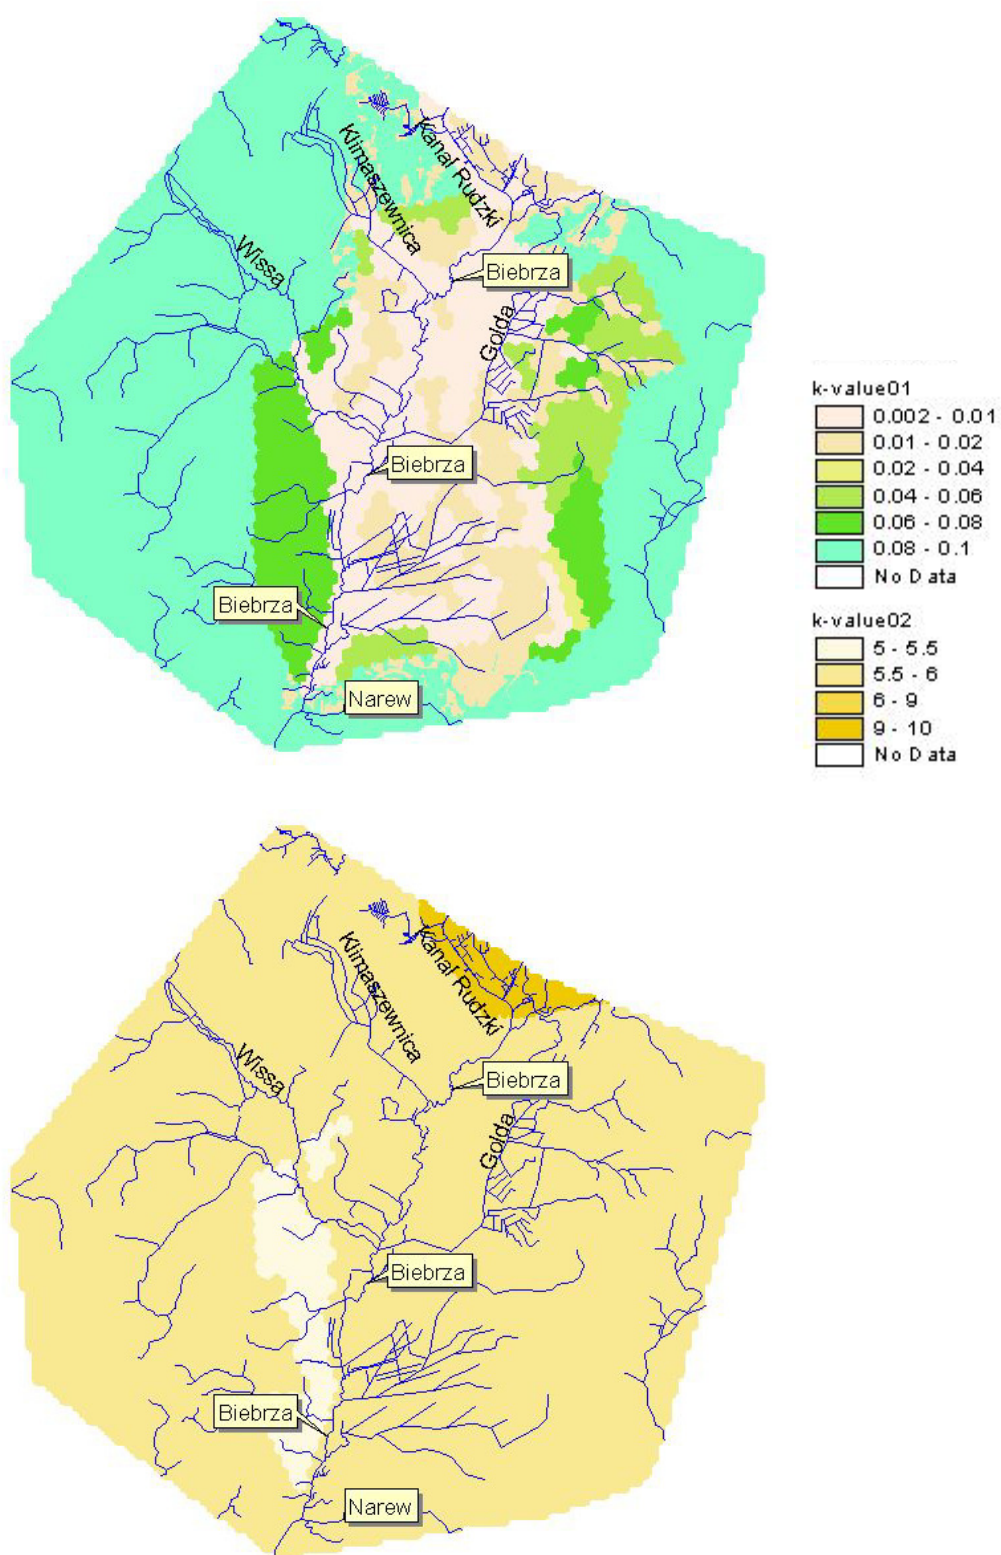 Klimaszewnica
Kanal Rudzki
Wissa
Biebrza
Golda
Biebrza
Biebrza
Narew
k-value01
0.002 - 0.01
0.01 - 0.02
0.02 - 0.04
0.04 - 0.06
0.06 - 0.08
0.08 - 0.1
No Data
k-value02
5 - 5.5
5.5 - 6
6 - 9
9 - 10
No Data
Klimaszewnica
Kanal Rudzki
Wissa
Biebrza
Golda
Biebrza
Biebrza
Narew